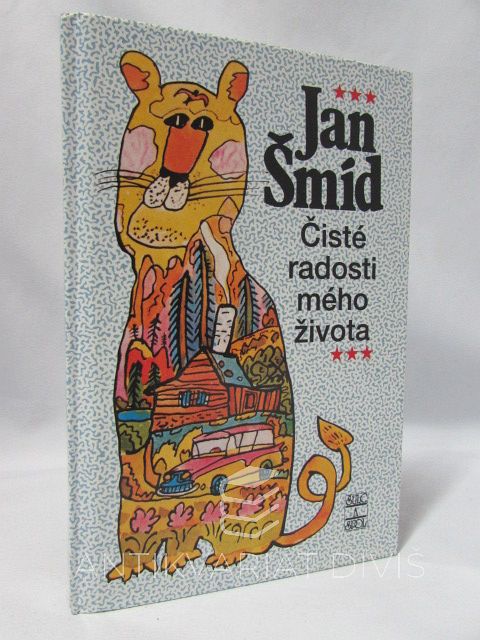 ★★★
Jan
Šmíd
Čisté
radosti
mého
života
★★★
ANTIKVARIÁT DIVIŠ